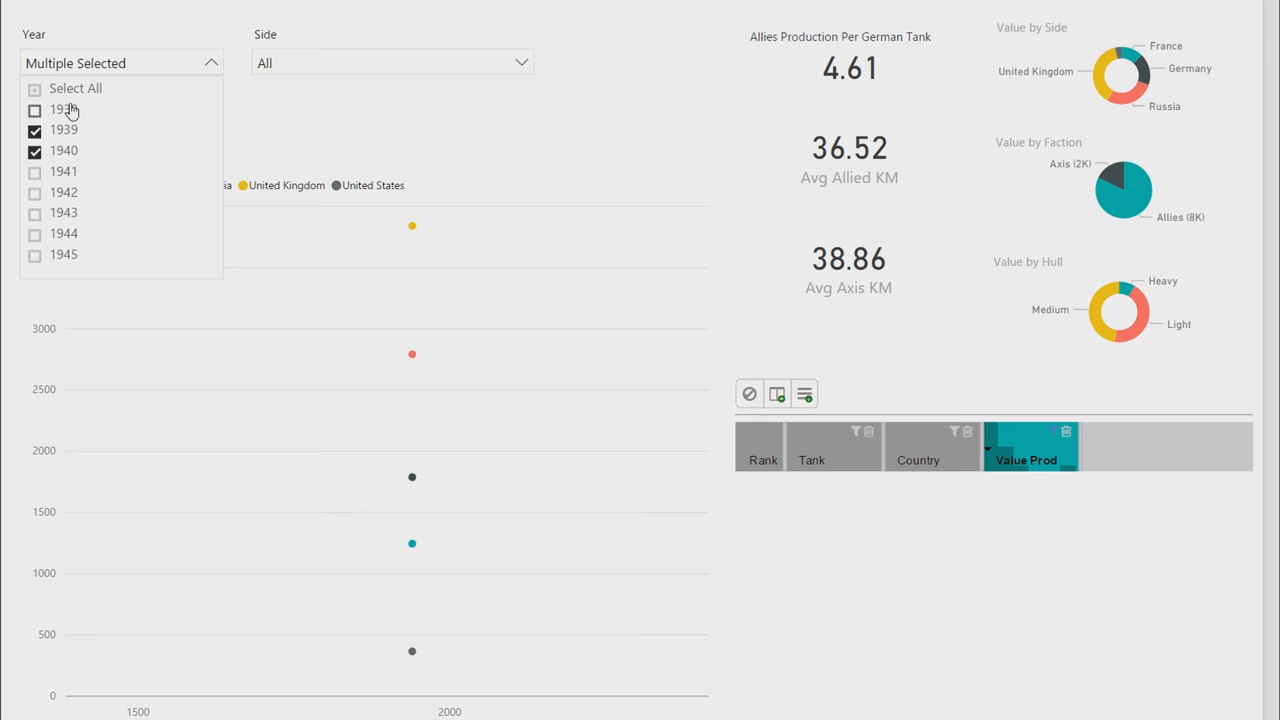 Year
Multiple Selected
Select All
1939
1940
1941
1942
1943
1944
1945
Side
All
ia United Kingdom United States
3000
2500
2000
1500
1000
500
0
1500 2000
Allies Production Per German Tank
4.61
36.52
Avg Allied KM
38.86
Avg Axis KM
Value by Side
France
Germany
United Kingdom
Russia
Value by Faction
Axis (2K)
Allies (8K)
Value by Hull
Heavy
Medium
Light
Rank Tank Country Value Prod